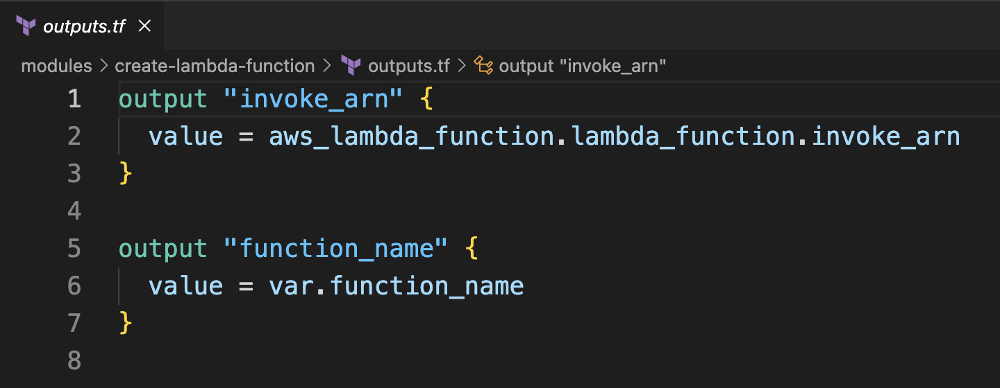 outputs.tf ×
modules > create-lambda-function > outputs.tf > output "invoke_arn"
1 output "invoke_arn" {
2   value = aws_lambda_function.lambda_function.invoke_arn
3 }
4
5 output "function_name" {
6   value = var.function_name
7 }
8